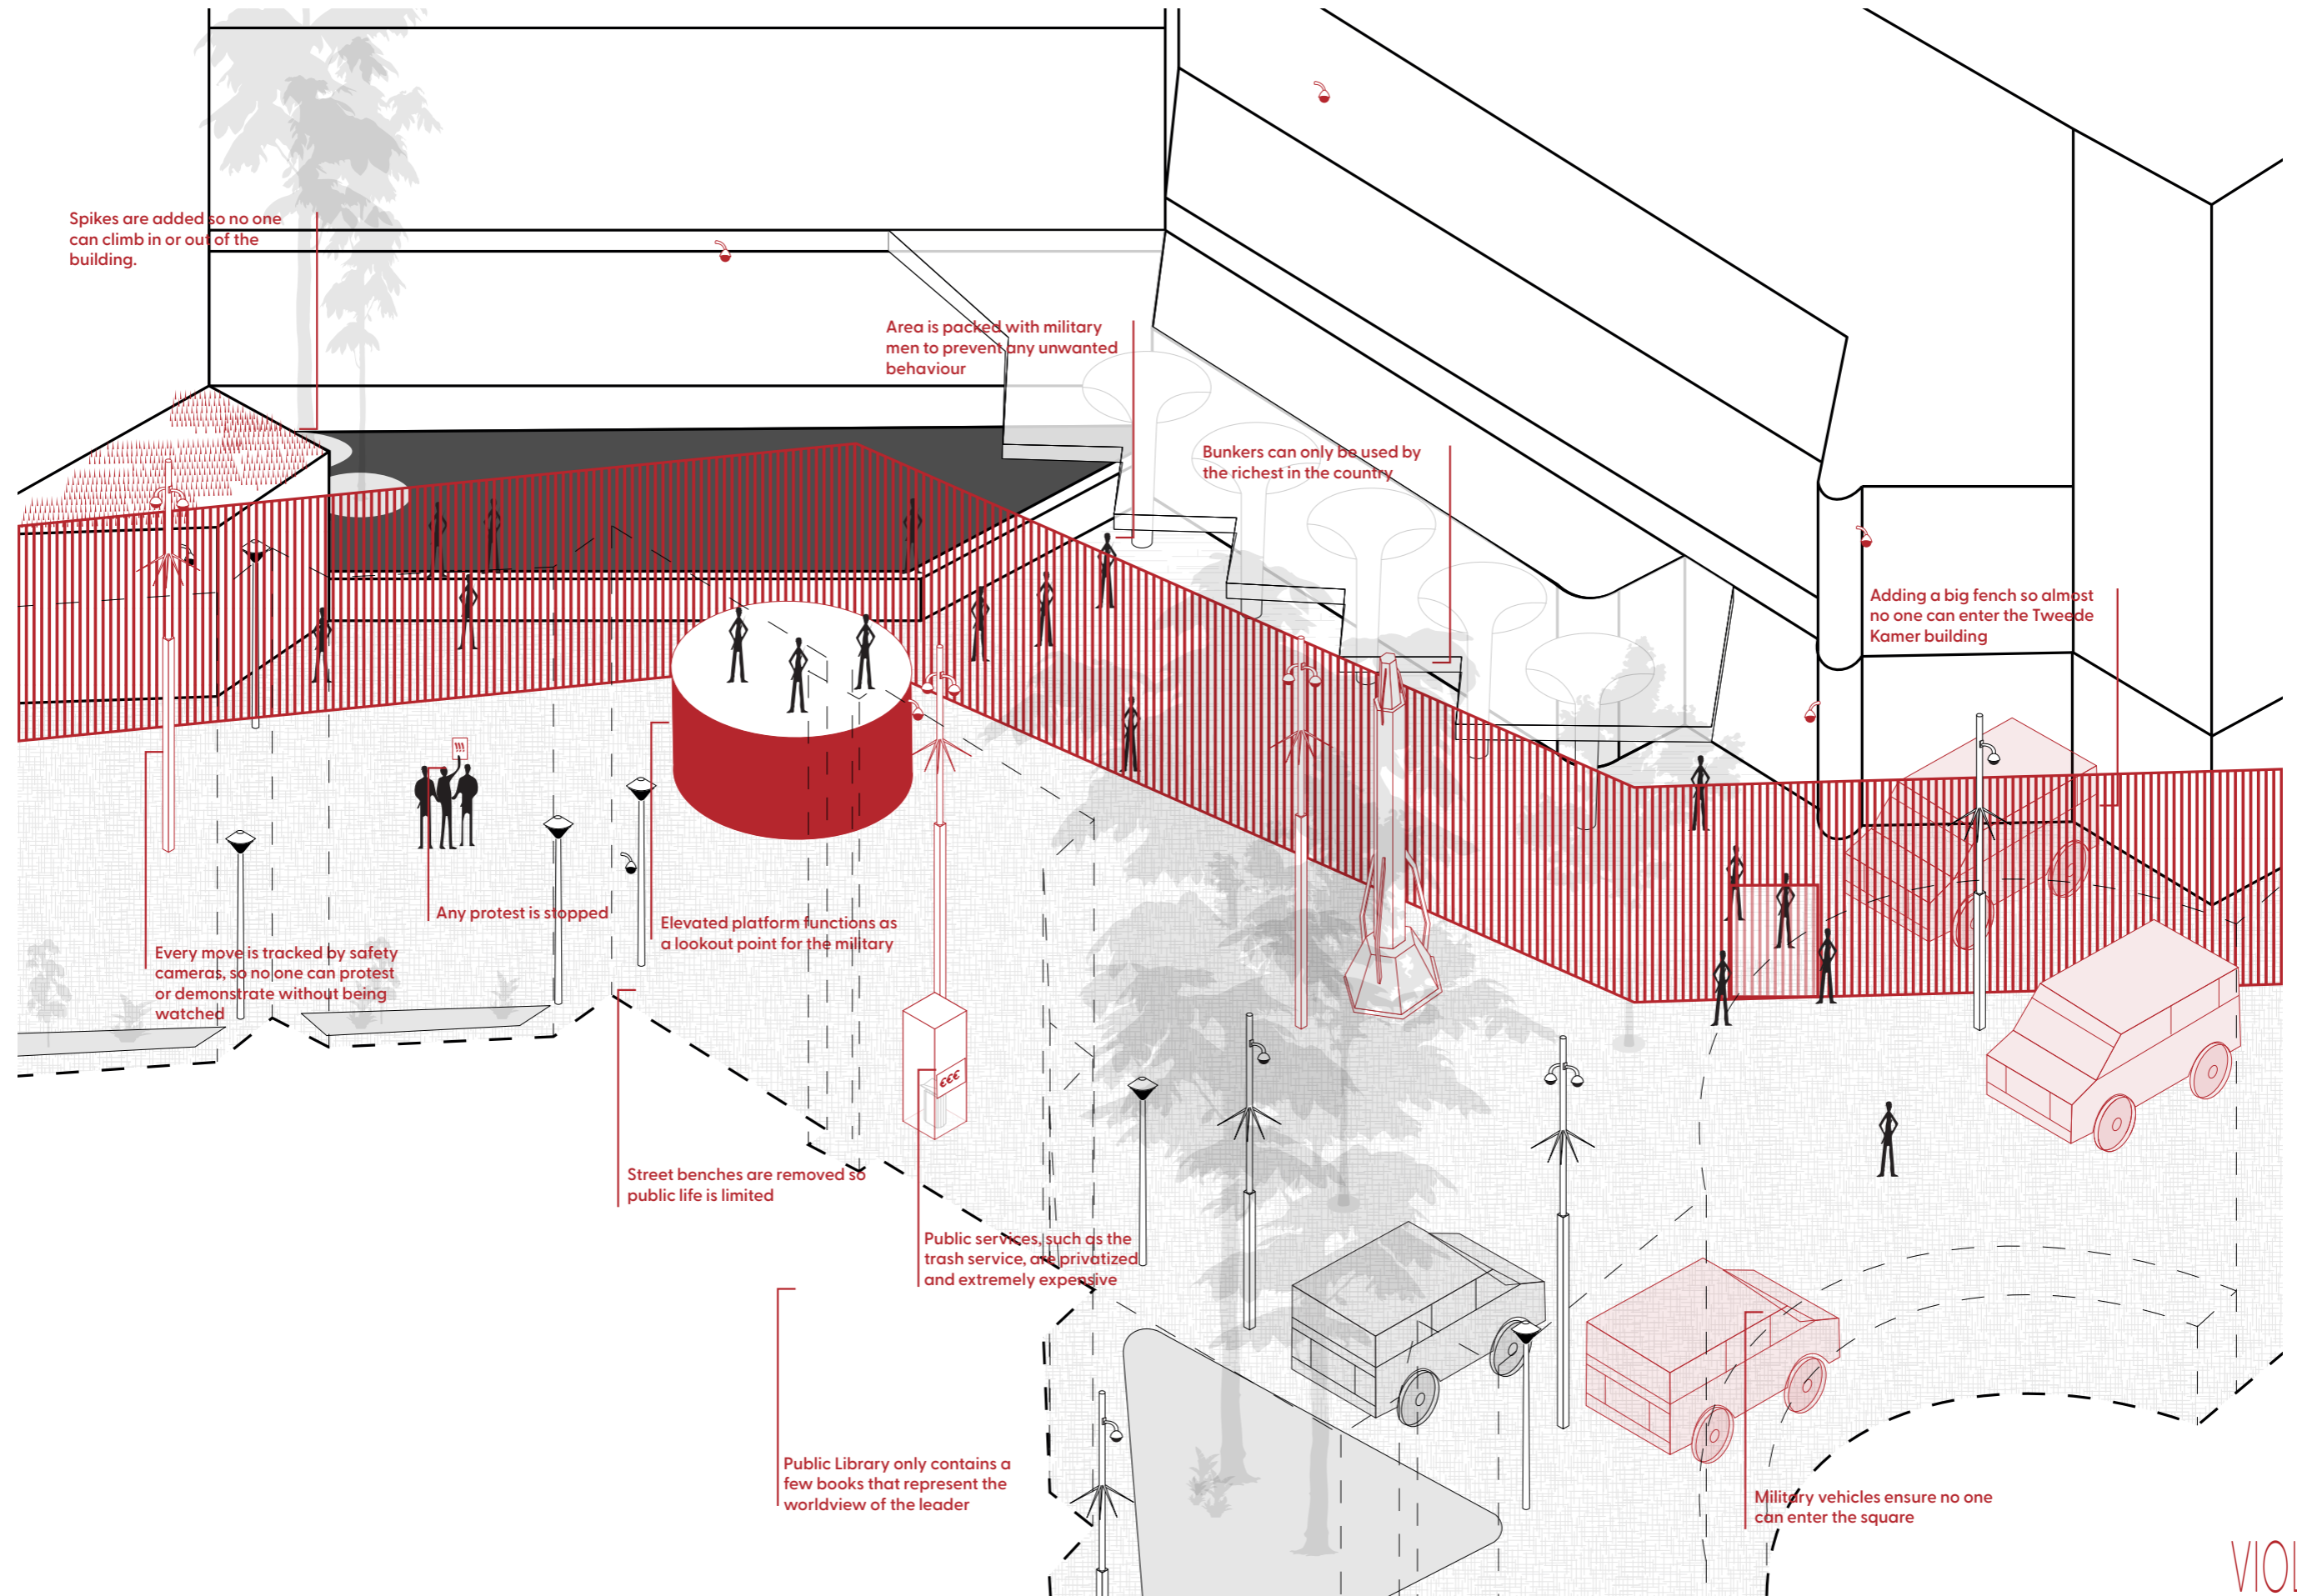 Spikes are added so no one
can climb in or out of the
building.
Area is packed with military
men to prevent any unwanted
behaviour
Bunkers can only be used by
the richest in the country
Adding a big fench so almost
no one can enter the Tweede
Kamer building
Any protest is stopped
Elevated platform functions as
a lookout point for the military
Every move is tracked by safety
cameras, so no one can protest
or demonstrate without being
watched
€€€
Street benches are removed so
public life is limited
Public services, such as the
trash service, are privatized
and extremely expensive
Public Library only contains a
few books that represent the
worldview of the leader
Military vehicles ensure no one
can enter the square
VIOL